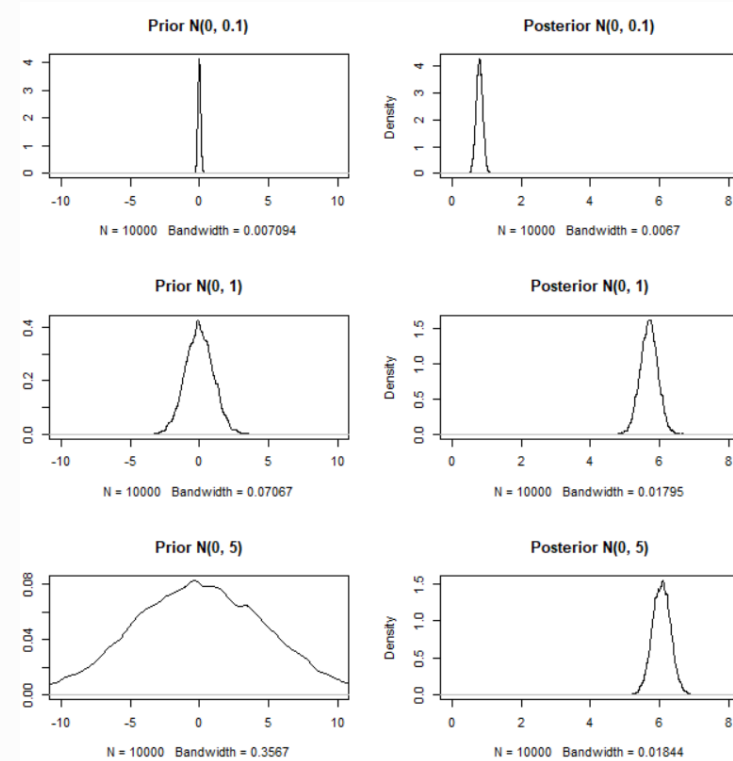 Prior N(0, 0.1)
Posterior N(0, 0.1)
0 1 2 3 4
-10 -5 0 5 10
N = 10000 Bandwidth = 0.007094
Density
0 1 2 3 4
0 2 4 6 8
N = 10000 Bandwidth = 0.0067
Prior N(0, 1)
Posterior N(0, 1)
0.0 0.2 0.4
-10 -5 0 5 10
N = 10000 Bandwidth = 0.07067
Density
0.0 0.5 1.0 1.5
0 2 4 6 8
N = 10000 Bandwidth = 0.01795
Prior N(0, 5)
Posterior N(0, 5)
0.00 0.04 0.08
-10 -5 0 5 10
N = 10000 Bandwidth = 0.3567
Density
0.0 0.5 1.0 1.5
0 2 4 6 8
N = 10000 Bandwidth = 0.01844